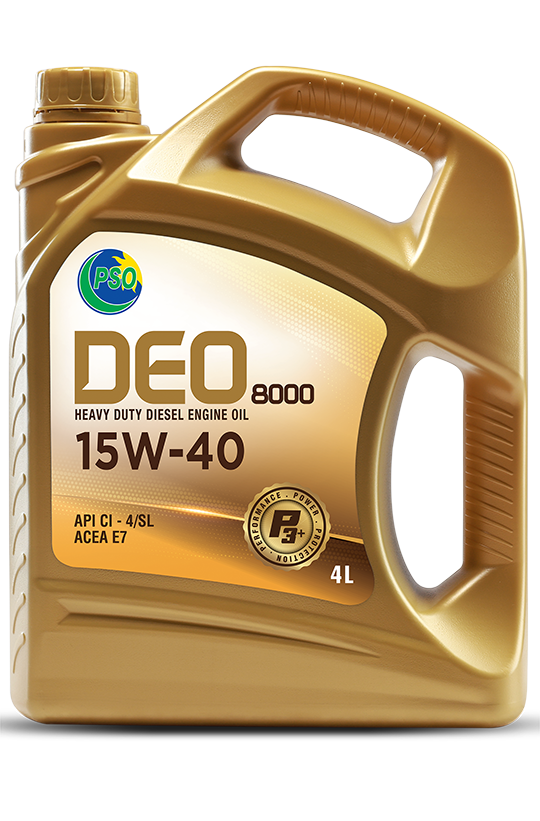 PSO
DEO 8000
HEAVY DUTY DIESEL ENGINE OIL
15W-40
API CI - 4/SL
ACEA E7
PERFORMANCE . POWER . PROTECTION .
P3+
4L